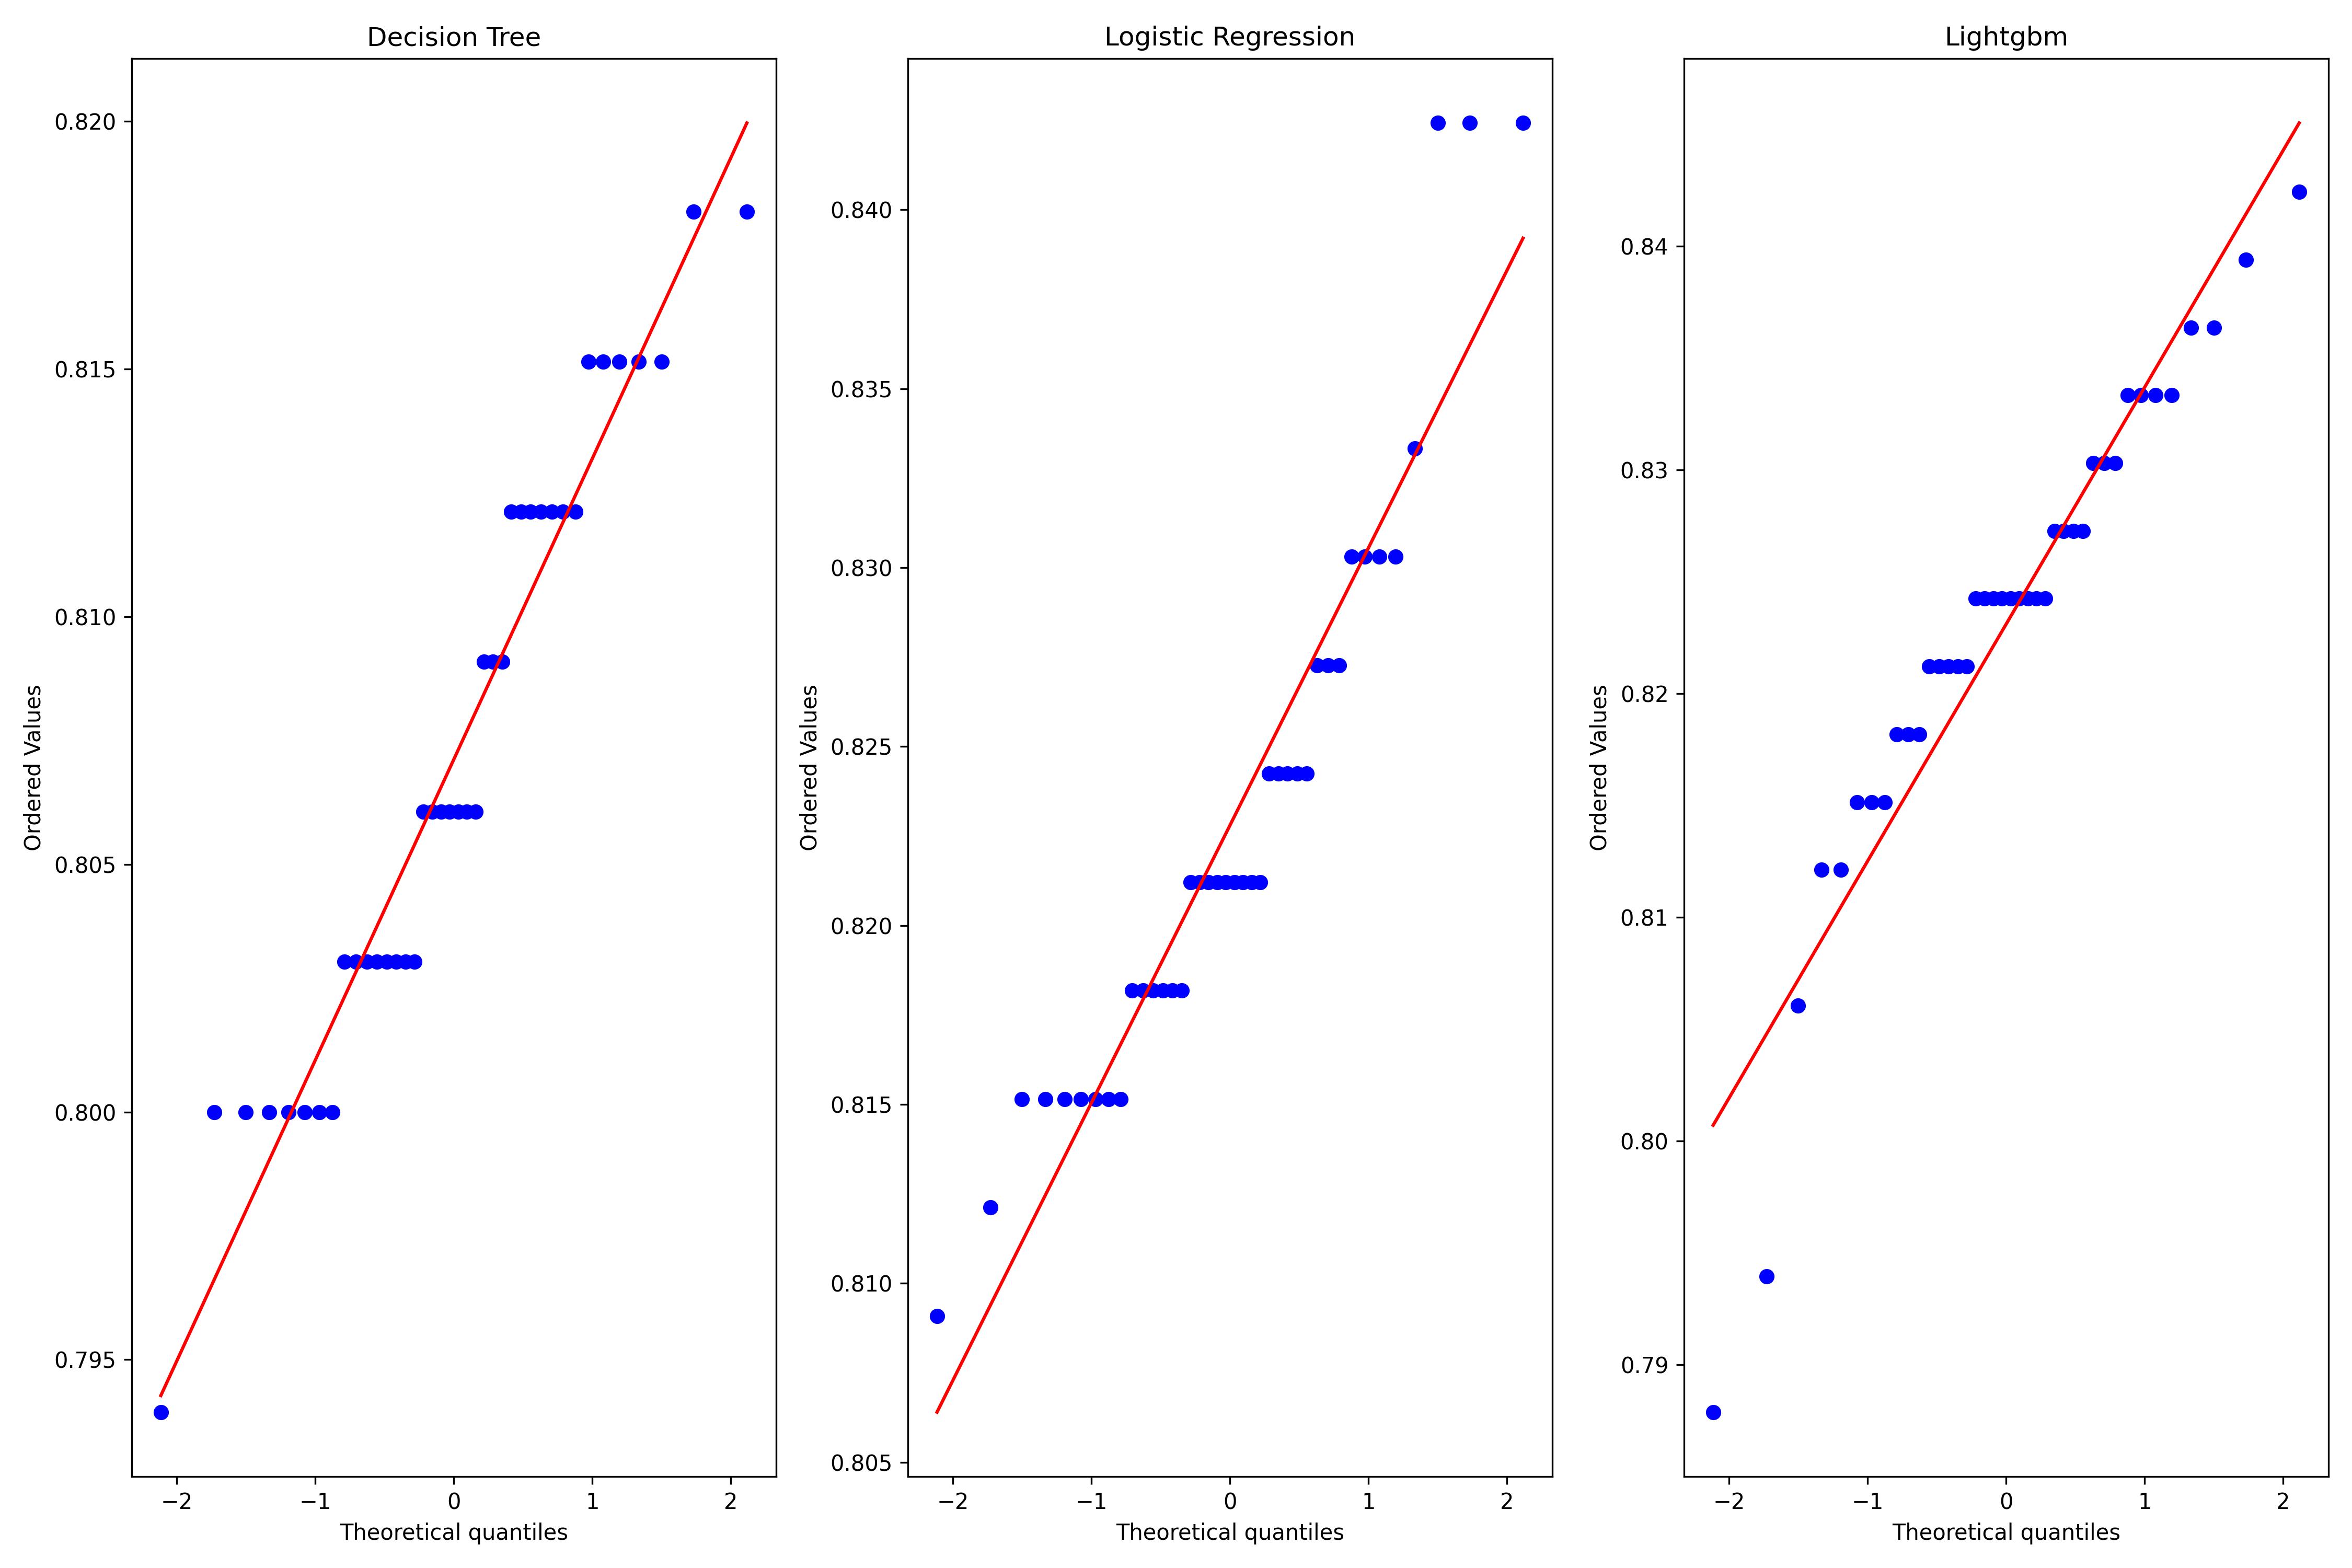 Decision Tree
0.820
0.815
0.810
0.805
0.800
0.795
Ordered Values
−2 −1 0 1 2
Theoretical quantiles
Logistic Regression
0.840
0.835
0.830
0.825
0.820
0.815
0.810
0.805
Ordered Values
−2 −1 0 1 2
Theoretical quantiles
Lightgbm
0.84
0.83
0.82
0.81
0.80
0.79
Ordered Values
−2 −1 0 1 2
Theoretical quantiles